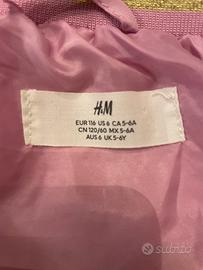 H&M
EUR 116 US 6 CA 5-6A
CN 120/60 MX 5-6A
AUS 6 UK 5-6Y
subito